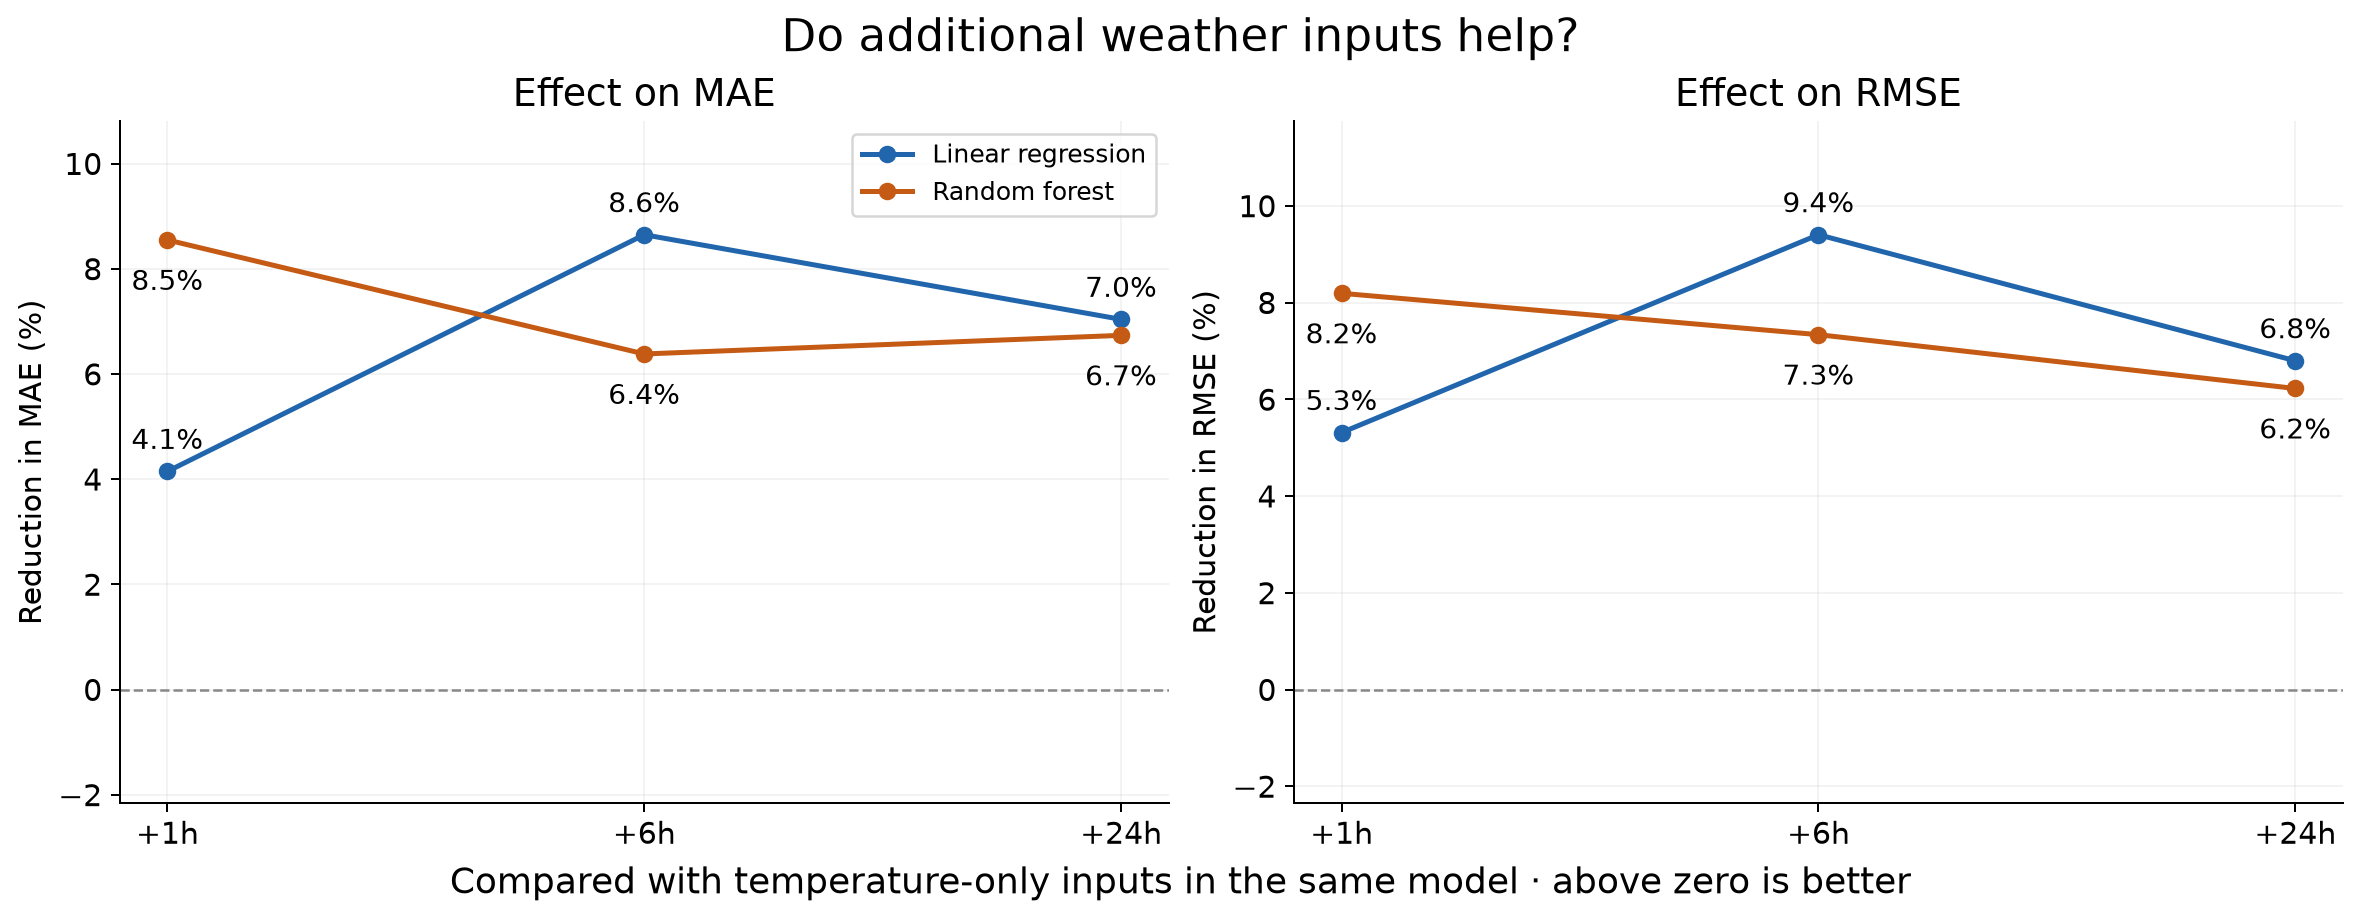 Do additional weather inputs help?
Effect on MAE
Reduction in MAE (%)
10
8
6
4
2
0
−2
Linear regression
Random forest
8.6%
8.5%
7.0%
6.4%
6.7%
4.1%
+1h
+6h
+24h
Effect on RMSE
Reduction in RMSE (%)
10
8
6
4
2
0
−2
9.4%
8.2%
6.8%
7.3%
5.3%
6.2%
+1h
+6h
+24h
Compared with temperature-only inputs in the same model · above zero is better